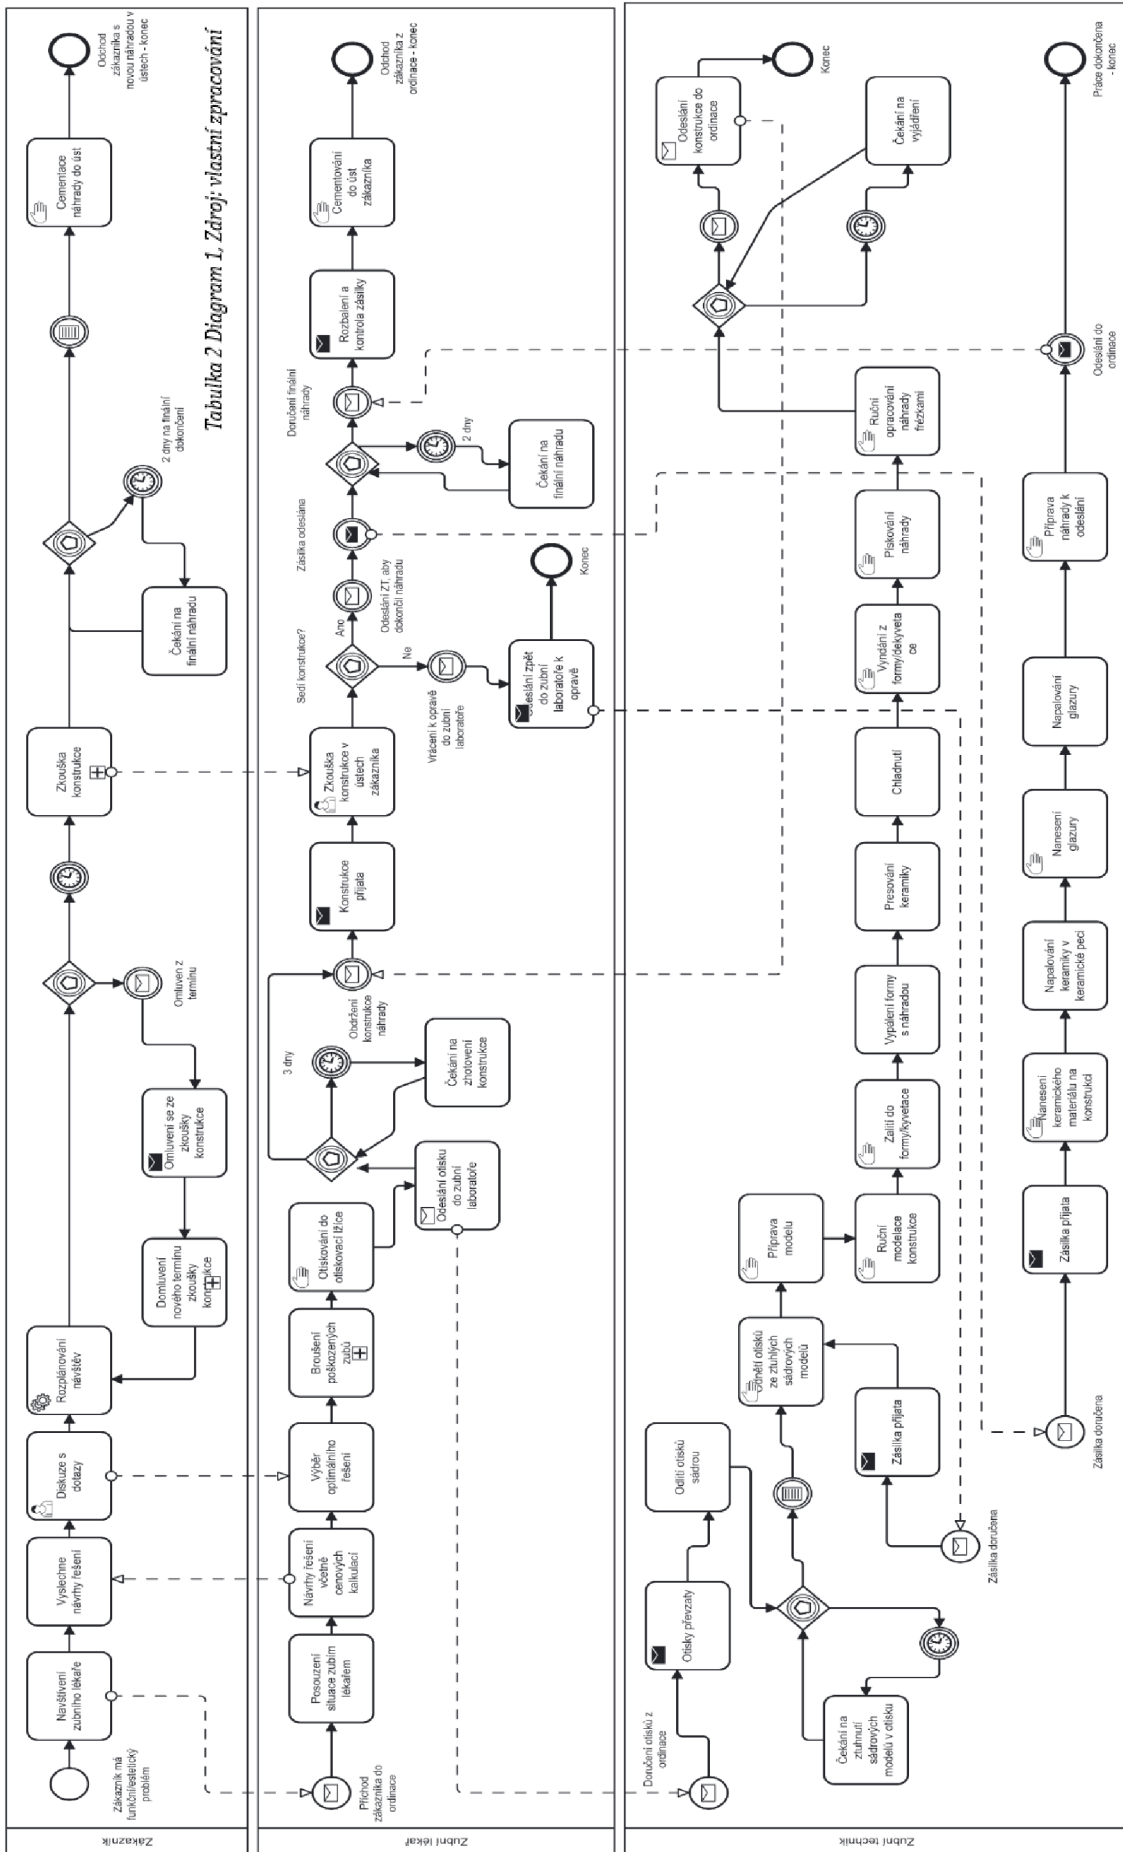 Zákazník
Zákazník má
funkční/estetický
problém
Navštívení
zubního lékaře
Vyslechne
návrhy řešení
Diskuze s
dotazy
Rozplánování
návštěv
Domluvení
nového termínu
zkoušky
konstrukce
Omluvení se ze
zkoušky
konstrukce
Omluven z
termínu
Zkouška
konstrukce
Čekání na
finální náhradu
2 dny na finální
dokončení
Cementace
náhrady do úst
Odchod
zákazníka s
novou náhradou v
ústech - konec
Tabulka 2 Diagram 1, Zdroj: vlastní zpracování
Zubní lékař
Příchod
zákazníka do
ordinace
Posouzení
situace zubím
lékařem
Návrhy řešení
včetně
cenových
kalkulací
Výběr
optimálního
řešení
Broušení
poškozených
zubů
Otiskování do
otiskovací lžíce
Odeslání otisku
do zubní
laboratoře
3 dny
Čekání na
zhotovení
konstrukce
Obdržení
konstrukce
náhrady
Konstrukce
přijata
Zkouška
konstrukce v
ústech
zákazníka
Sedí konstrukce?
Ano
Ne
Vrácení k opravě
do zubní
laboratoře
Odeslání zpět
do zubní
laboratoře k
opravě
Konec
Odeslání ZT, aby
dokončil náhradu
Zásilka odeslána
2 dny
Čekání na
finální náhradu
Doručení finální
náhrady
Rozbalení a
kontrola zásilky
Cementování
do úst
zákazníka
Odchod
zákazníka z
ordinace - konec
Zubní technik
Doručení otisků z
ordinace
Otisky převzaty
Odlití otisků
sádrou
Čekání na
ztuhnutí
sádrových
modelů v otisku
Zásilka doručena
Zásilka přijata
Odnětí otisků
ze ztuhlých
sádrových
modelů
Příprava
modelu
Ruční
modelace
konstrukce
Zalití do
formy/kyvetace
Vypálení formy
s náhradou
Presování
keramiky
Chladnutí
Vyndání z
formy/dekyveta
ce
Pískování
náhrady
Ruční
opracování
náhrady
frézkami
Čekání na
vyjádření
Odeslání
konstrukce do
ordinace
Konec
Zásilka doručena
Zásilka přijata
Nanesení
keramického
materiálu na
konstrukci
Napalování
keramiky v
keramické peci
Nanesení
glazury
Napalování
glazury
Příprava
náhrady k
odeslání
Odeslání do
ordinace
Práce dokončena
- konec